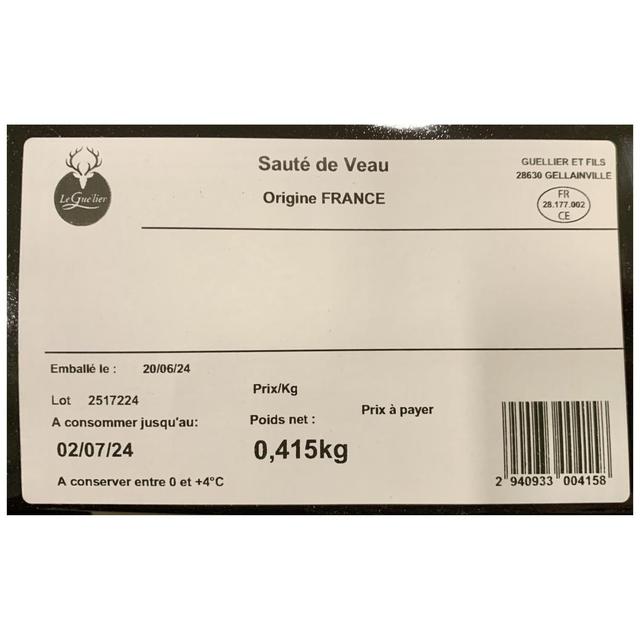 Le Guellier
Sauté de Veau
Origine FRANCE
GUELLIER ET FILS
28630 GELLAINVILLE
FR
28.177.002
CE
Emballé le : 20/06/24
Lot 2517224
A consommer jusqu'au:
02/07/24
A conserver entre 0 et +4°C
Prix/Kg
Poids net :
0,415kg
Prix à payer
2 940933 004158